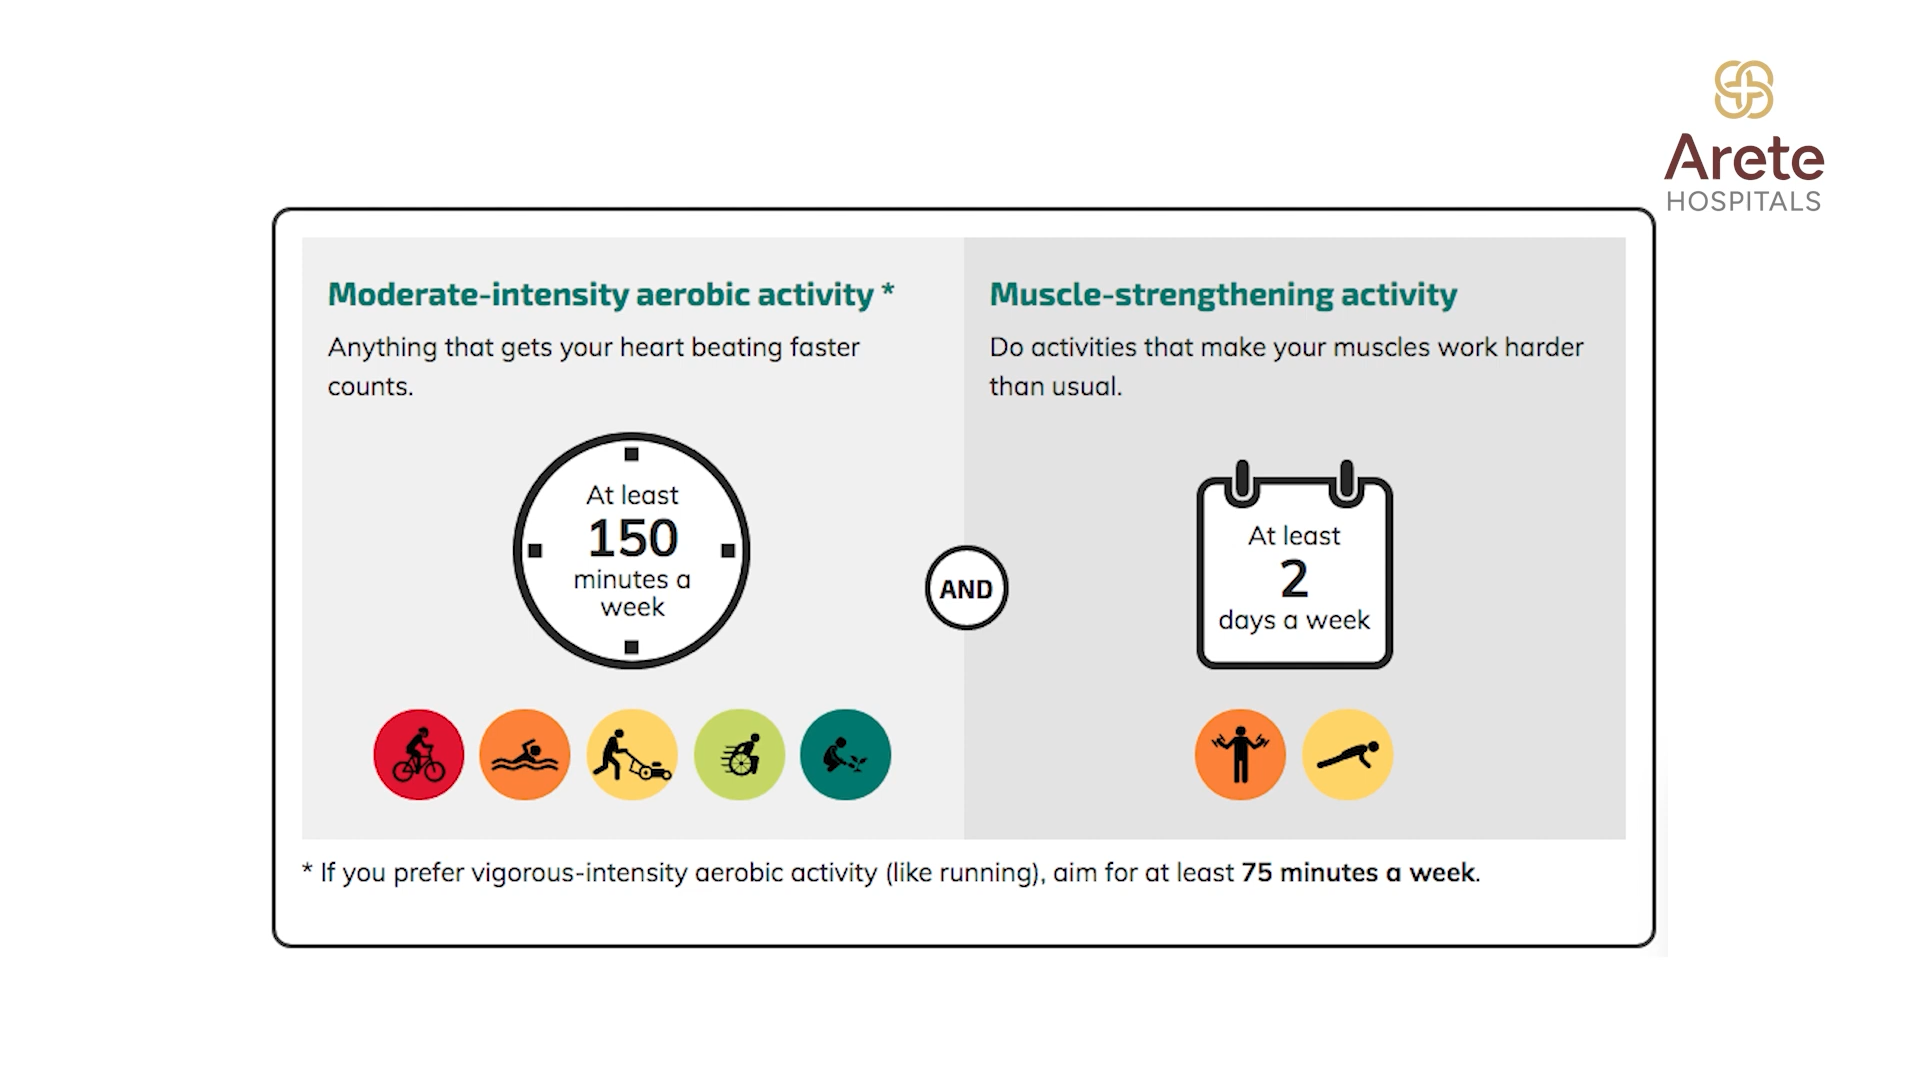 Arete
HOSPITALS
Moderate-intensity aerobic activity *
Anything that gets your heart beating faster
counts.
At least
150
minutes a
week
AND
Muscle-strengthening activity
Do activities that make your muscles work harder
than usual.
At least
2
days a week
* If you prefer vigorous-intensity aerobic activity (like running), aim for at least 75 minutes a week.